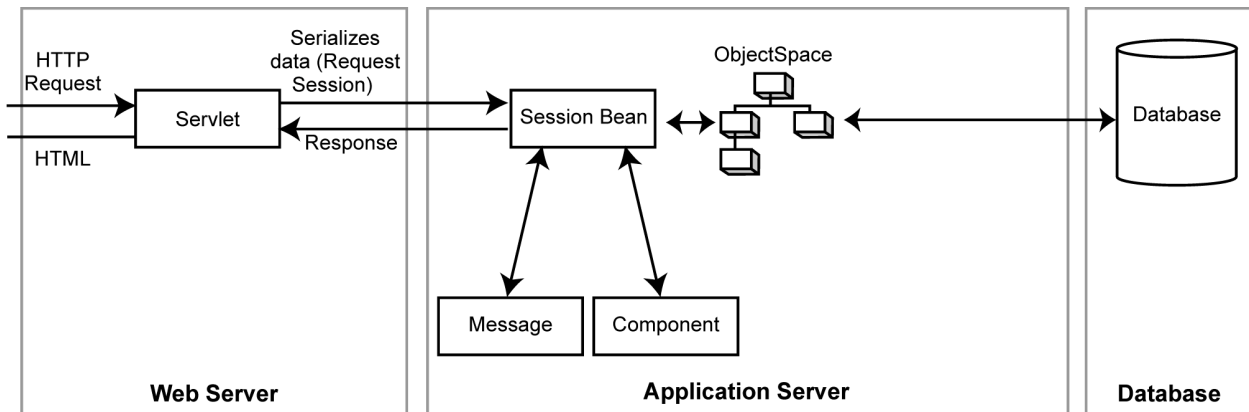 HTTP
Request
HTML
Servlet
Serializes
data (Request
Session)
Response
Session Bean
ObjectSpace
Database
Message
Component
Web Server
Application Server
Database